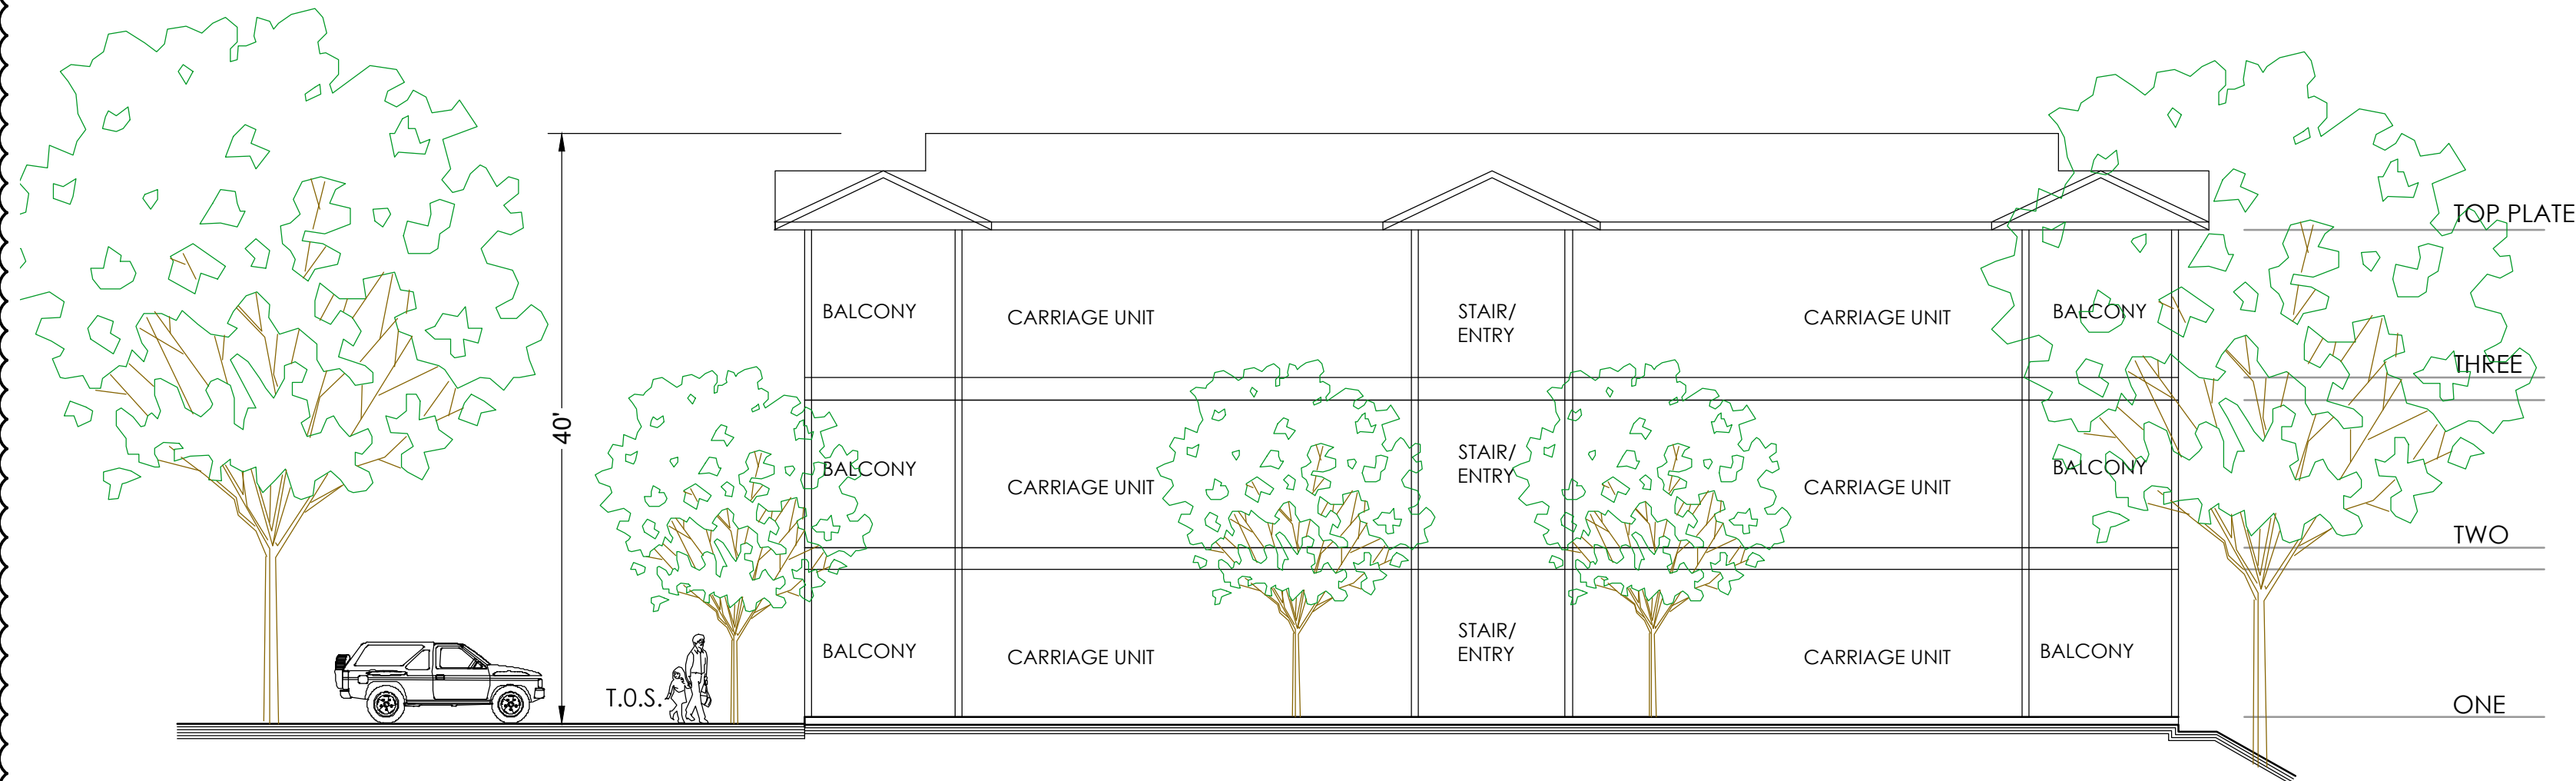 TOP PLATE
BALCONY
CARRIAGE UNIT
STAIR/
ENTRY
CARRIAGE UNIT
BALCONY
THREE
40'
BALCONY
CARRIAGE UNIT
STAIR/
ENTRY
CARRIAGE UNIT
BALCONY
TWO
BALCONY
CARRIAGE UNIT
STAIR/
ENTRY
CARRIAGE UNIT
BALCONY
T.O.S.
ONE